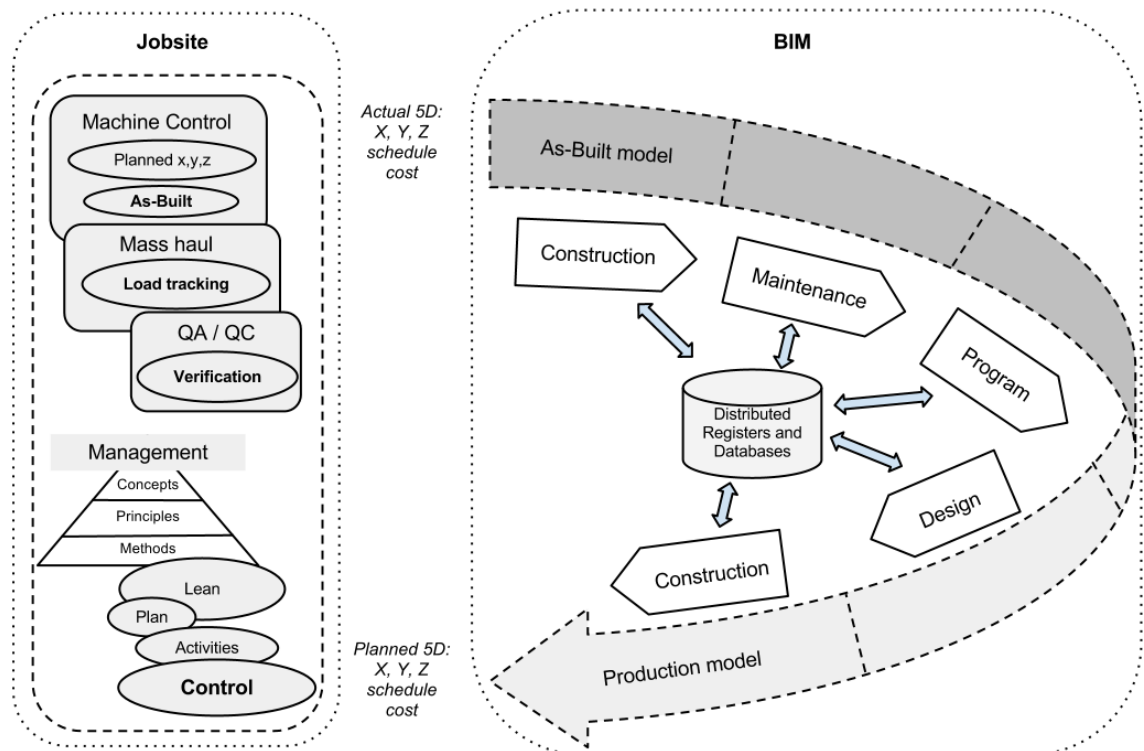 Jobsite
Machine Control
Planned x,y,z
As-Built
Mass haul
Load tracking
QA / QC
Verification
Management
Concepts
Principles
Methods
Lean
Plan
Activities
Control
Actual 5D:
X, Y, Z
schedule
cost
Planned 5D:
X, Y, Z
schedule
cost
BIM
As-Built model
Construction
Maintenance
Program
Distributed
Registers and
Databases
Design
Construction
Production model